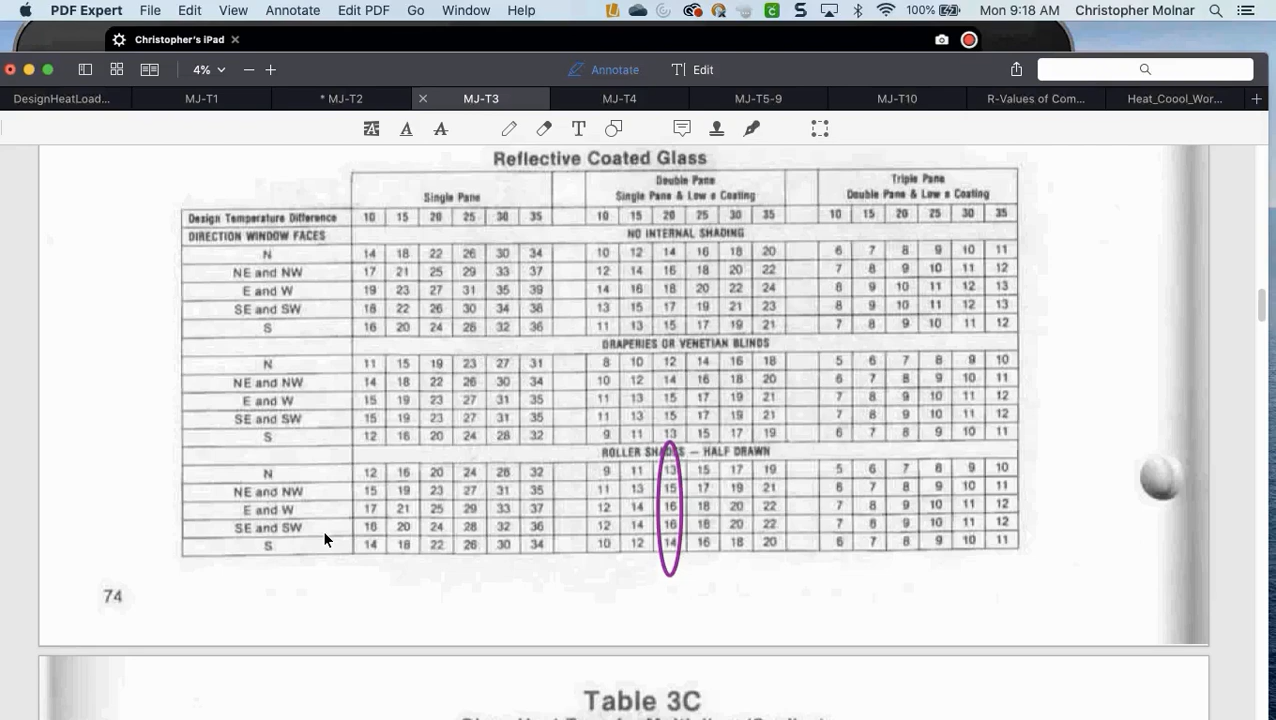 PDF Expert File Edit View Annotate Edit PDF Go Window Help 100% Mon 9:18 AM Christopher Molnar
Christopher's iPad
4% Annotate Edit
DesignHeatLoad... MJ-T1 * MJ-T2 MJ-T3 MJ-T4 MJ-T5-9 MJ-T10 R-Values of Com... Heat_Coool_Wor...
Reflective Coated Glass
Single Pane Double Pane Single Pane & Low e Coating Triple Pane Double Pane & Low e Coating
Design Temperature Difference 10 15 20 25 30 35 10 15 20 25 30 35 10 15 20 25 30 35
DIRECTION WINDOW FACES NO INTERNAL SHADING
N 14 18 22 26 30 34 10 12 14 16 18 20 6 7 8 9 10 11
NE and NW 17 21 25 29 33 37 12 14 16 18 20 22 7 8 9 10 11 12
E and W 19 23 27 31 35 39 14 16 18 20 22 24 8 9 10 11 12 13
SE and SW 18 22 26 30 34 38 13 15 17 19 21 23 8 9 10 11 12 13
S 16 20 24 28 32 36 11 13 15 17 19 21 7 8 9 10 11 12
DRAPERIES OR VENETIAN BLINDS
N 11 15 19 23 27 31 8 10 12 14 16 18 5 6 7 8 9 10
NE and NW 14 18 22 26 30 34 10 12 14 16 18 20 6 7 8 9 10 11
E and W 15 19 23 27 31 35 11 13 15 17 19 21 7 8 9 10 11 12
SE and SW 15 19 23 27 31 35 11 13 15 17 19 21 7 8 9 10 11 12
S 12 16 20 24 28 32 9 11 13 15 17 19 6 7 8 9 10 11
ROLLER SHADES — HALF DRAWN
N 12 16 20 24 28 32 9 11 13 15 17 19 5 6 7 8 9 10
NE and NW 15 19 23 27 31 35 11 13 15 17 19 21 6 7 8 9 10 11
E and W 17 21 25 29 33 37 12 14 16 18 20 22 7 8 9 10 11 12
SE and SW 16 20 24 28 32 36 12 14 16 18 20 22 7 8 9 10 11 12
S 14 18 22 26 30 34 10 12 14 16 18 20 6 7 8 9 10 11
74
Table 3C